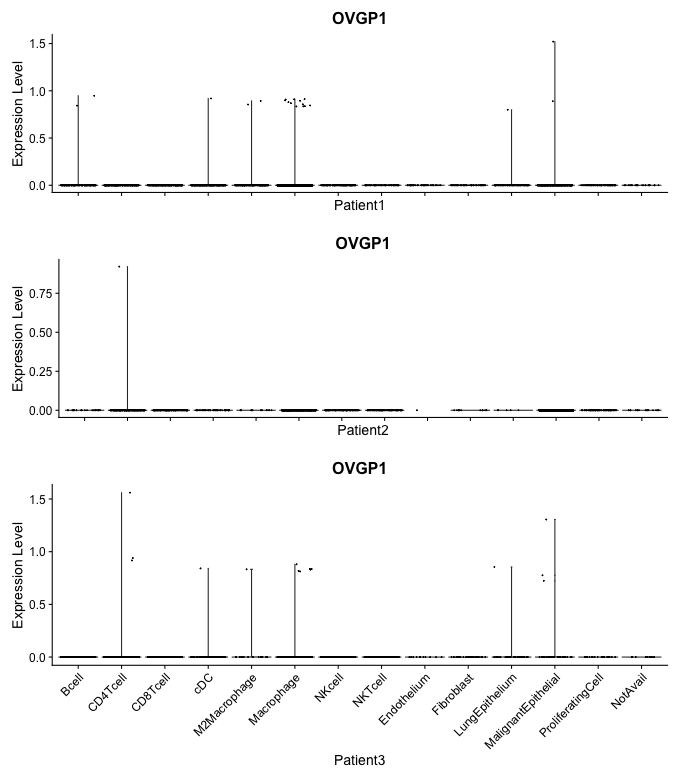 OVGP1
Expression Level
1.5
1.0
0.5
0.0
Patient1
OVGP1
Expression Level
0.75
0.50
0.25
0.00
Patient2
OVGP1
Expression Level
1.5
1.0
0.5
0.0
Bcell
CD4Tcell
CD8Tcell
cDC
M2Macrophage
Macrophage
NKcell
NKTcell
Endothelium
Fibroblast
LungEpithelium
MalignantEpithelial
ProliferatingCell
NotAvail
Patient3